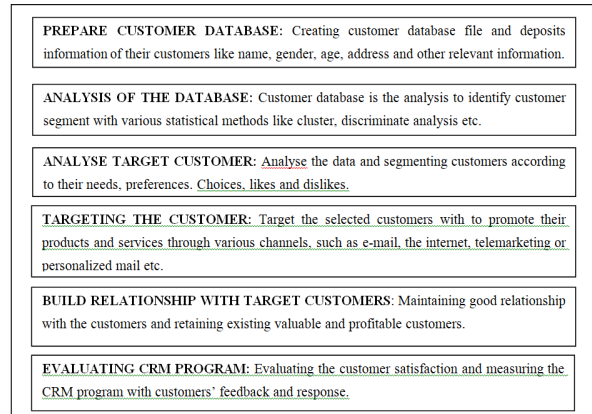 PREPARE CUSTOMER DATABASE: Creating customer database file and deposits
information of their customers like name, gender, age, address and other relevant information.
ANALYSIS OF THE DATABASE: Customer database is the analysis to identify customer
segment with various statistical methods like cluster, discriminate analysis etc.
ANALYSE TARGET CUSTOMER: Analyse the data and segmenting customers according
to their needs, preferences. Choices, likes and dislikes.
TARGETING THE CUSTOMER: Target the selected customers with to promote their
products and services through various channels, such as e-mail, the internet, telemarketing or
personalized mail etc.
BUILD RELATIONSHIP WITH TARGET CUSTOMERS: Maintaining good relationship
with the customers and retaining existing valuable and profitable customers.
EVALUATING CRM PROGRAM: Evaluating the customer satisfaction and measuring the
CRM program with customers’ feedback and response.